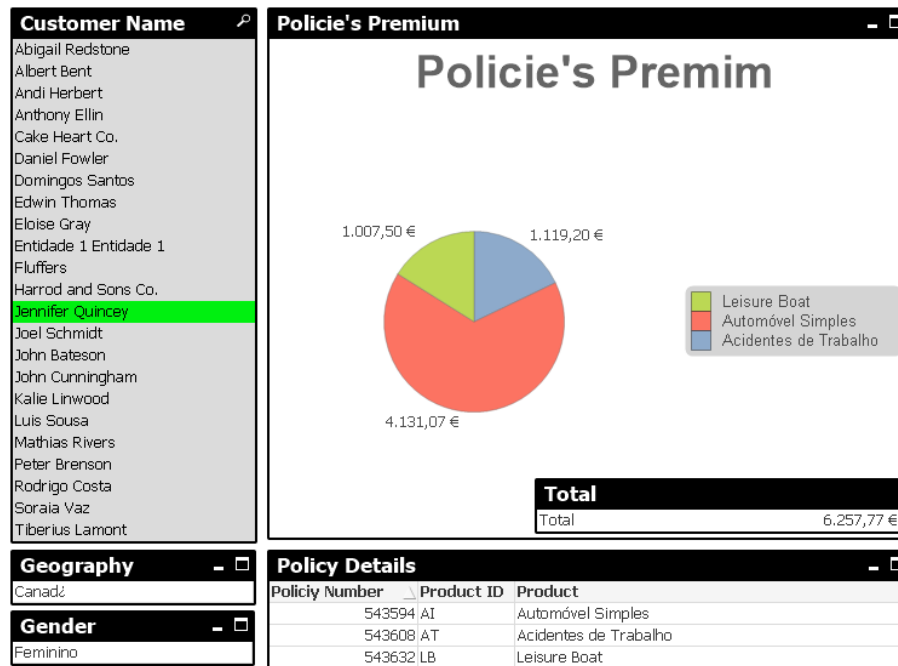 Customer Name
Abigail Redstone
Albert Bent
Andi Herbert
Anthony Ellin
Cake Heart Co.
Daniel Fowler
Domingos Santos
Edwin Thomas
Eloise Gray
Entidade 1 Entidade 1
Fluffers
Harrod and Sons Co.
Jennifer Quincey
Joel Schmidt
John Bateson
John Cunningham
Kalie Linwood
Luis Sousa
Mathias Rivers
Peter Brenson
Rodrigo Costa
Soraia Vaz
Tiberius Lamont
Geography
Canad¿
Gender
Feminino
Policie's Premium
Policie's Premim
1.007,50 €
1.119,20 €
4.131,07 €
Leisure Boat
Automóvel Simples
Acidentes de Trabalho
Total
Total 6.257,77 €
Policy Details
Policiy Number Product ID Product
543594 AI Automóvel Simples
543608 AT Acidentes de Trabalho
543632 LB Leisure Boat